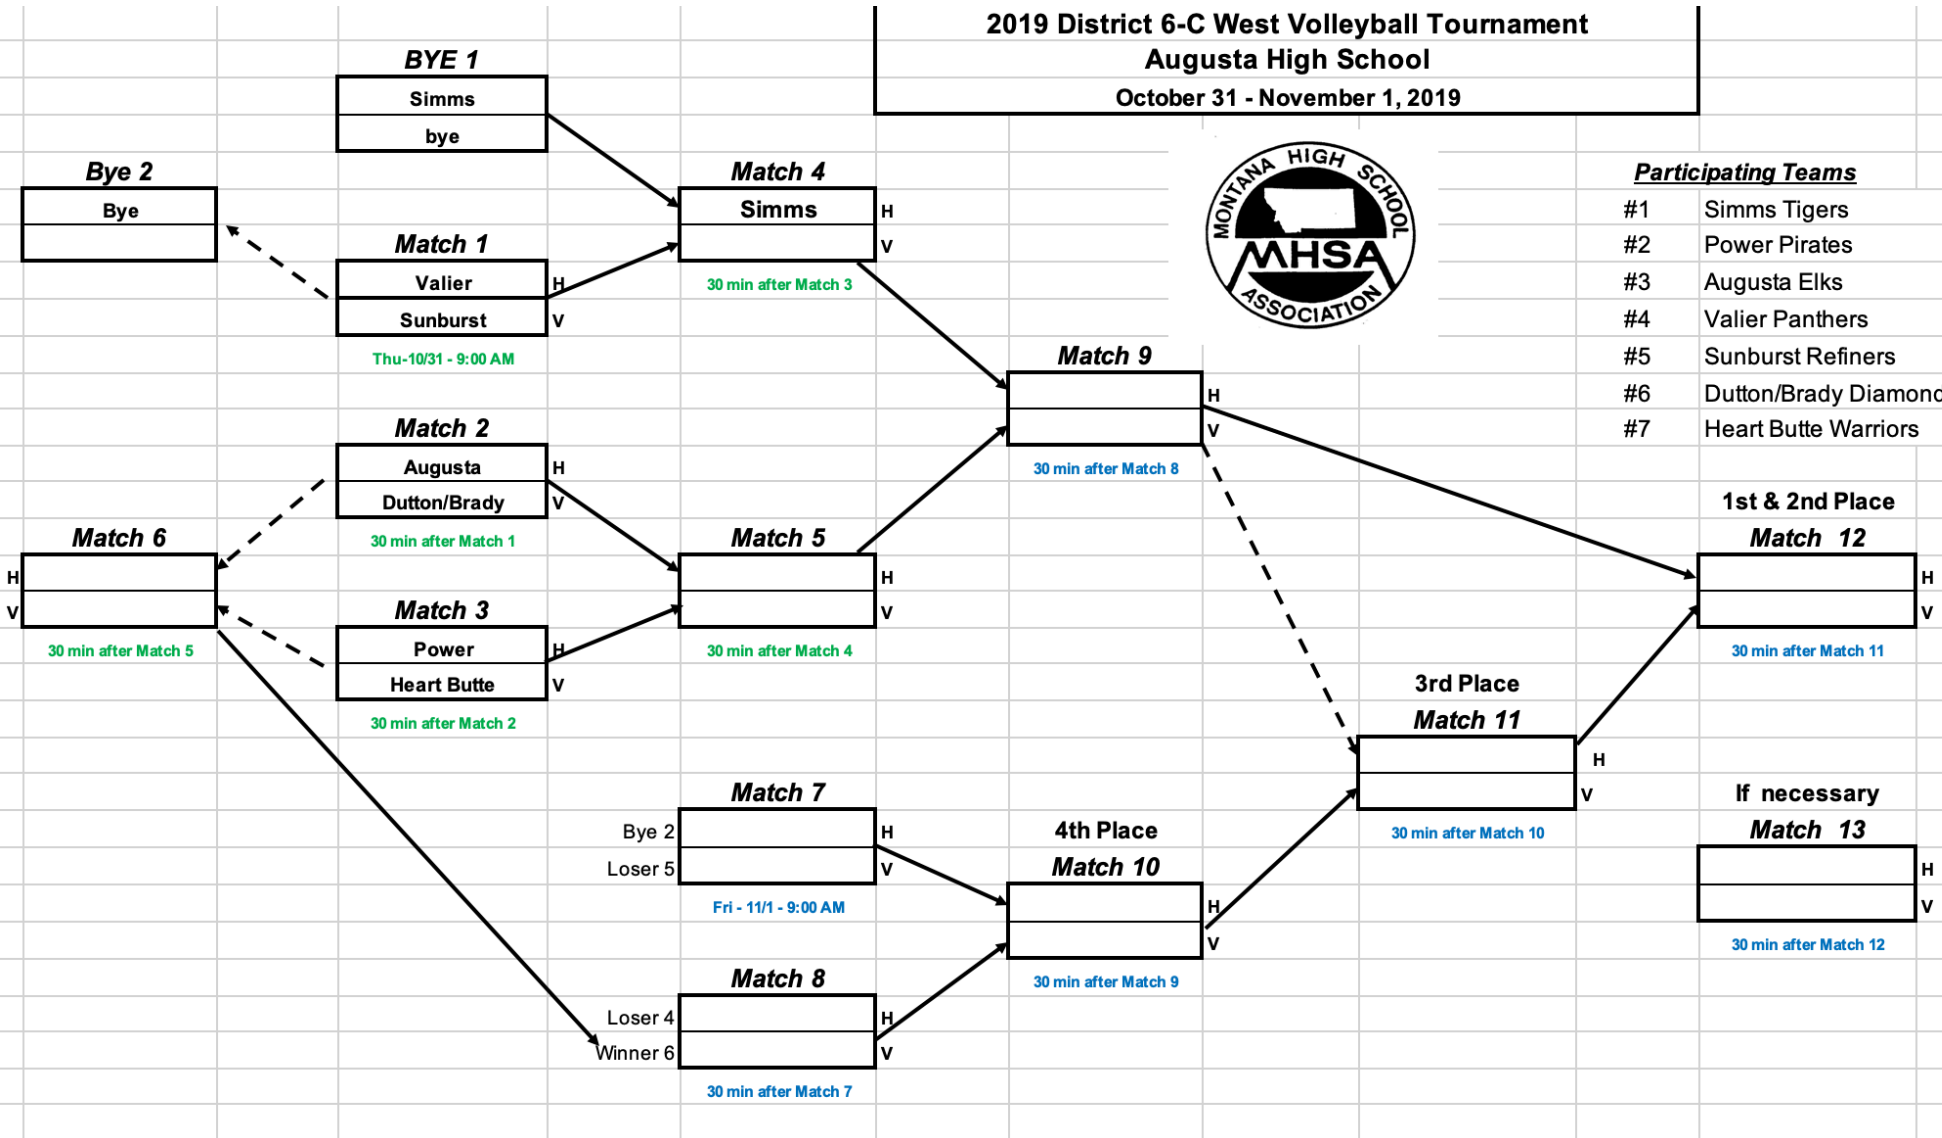 2019 District 6-C West Volleyball Tournament
Augusta High School
October 31 - November 1, 2019
BYE 1
Simms
bye
Bye 2
Bye
Match 1
Valier H
Sunburst V
Thu-10/31 - 9:00 AM
Match 4
Simms H
V
30 min after Match 3
MONTANA HIGH SCHOOL
MHSA
ASSOCIATION
Participating Teams
#1 Simms Tigers
#2 Power Pirates
#3 Augusta Elks
#4 Valier Panthers
#5 Sunburst Refiners
#6 Dutton/Brady Diamond
#7 Heart Butte Warriors
Match 9
H
V
30 min after Match 8
Match 2
Augusta H
Dutton/Brady V
30 min after Match 1
Match 6
H
V
30 min after Match 5
Match 3
Power H
Heart Butte V
30 min after Match 2
Match 5
H
V
30 min after Match 4
1st & 2nd Place
Match 12
H
V
30 min after Match 11
3rd Place
Match 11
H
V
30 min after Match 10
Match 7
Bye 2 H
Loser 5 V
Fri - 11/1 - 9:00 AM
4th Place
Match 10
H
V
30 min after Match 9
If necessary
Match 13
H
V
30 min after Match 12
Match 8
Loser 4 H
Winner 6 V
30 min after Match 7